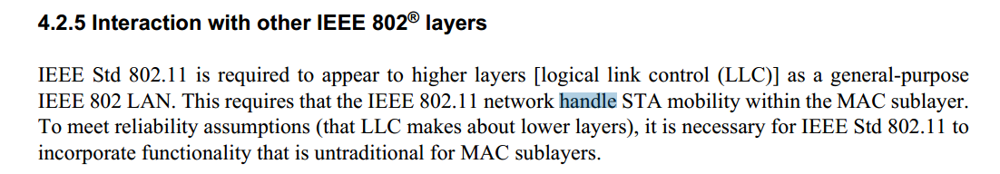 4.2.5 Interaction with other IEEE 802® layers
IEEE Std 802.11 is required to appear to higher layers [logical link control (LLC)] as a general-purpose
IEEE 802 LAN. This requires that the IEEE 802.11 network handle STA mobility within the MAC sublayer.
To meet reliability assumptions (that LLC makes about lower layers), it is necessary for IEEE Std 802.11 to
incorporate functionality that is untraditional for MAC sublayers.